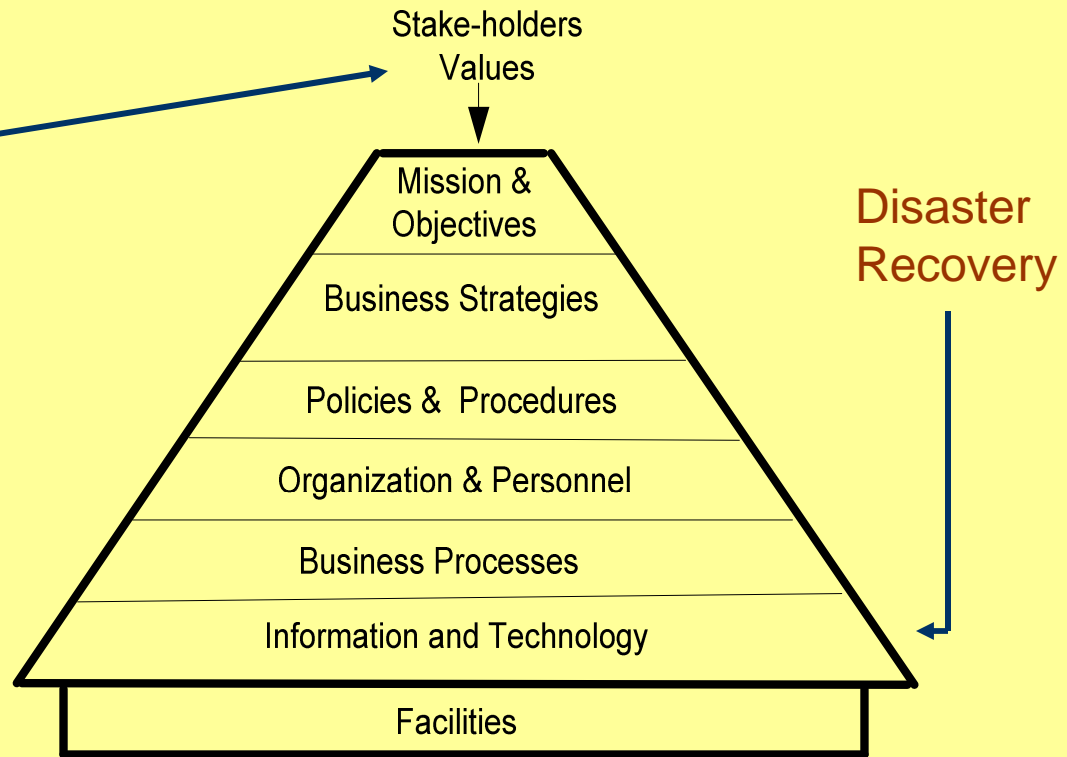 Stake-holders
Values
Mission &
Objectives
Disaster
Recovery
Business Strategies
Policies & Procedures
Organization & Personnel
Business Processes
Information and Technology
Facilities